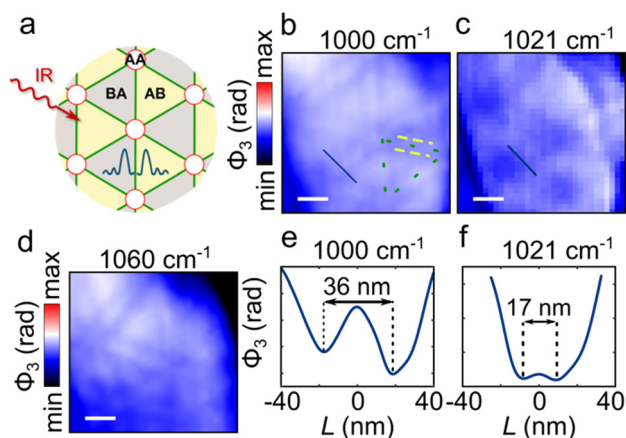 a
IR
AA
BA
AB
b
1000 cm⁻¹
Φ₃ (rad)
min
max
c
1021 cm⁻¹
d
1060 cm⁻¹
Φ₃ (rad)
min
max
e
1000 cm⁻¹
Φ₃ (rad)
36 nm
-40
0
40
L (nm)
f
1021 cm⁻¹
17 nm
-40
0
40
L (nm)